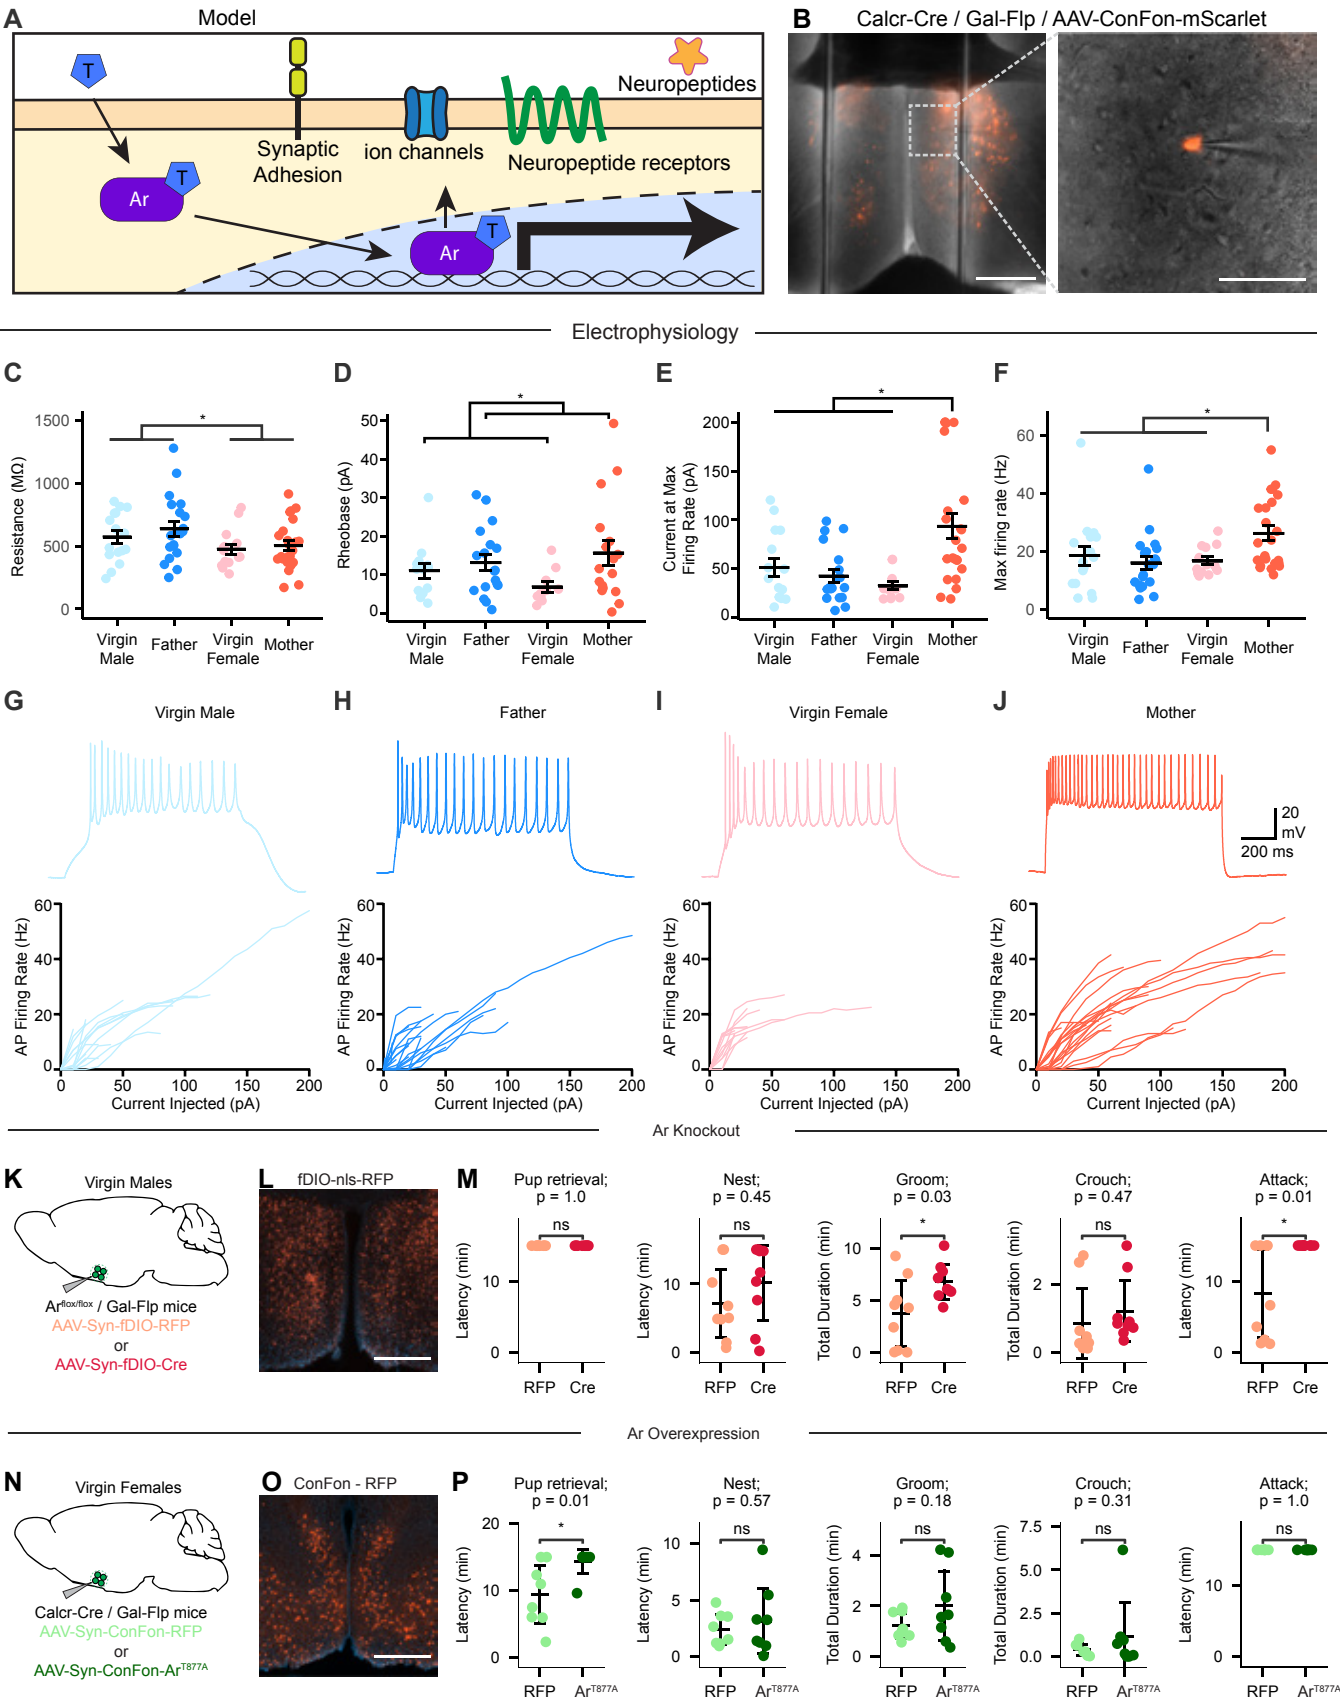 A
Model
T
Neuropeptides
Synaptic
Adhesion
ion channels
Neuropeptide receptors
T
Ar
T
Ar
B
Calcr-Cre / Gal-Flp / AAV-ConFon-mScarlet
Electrophysiology
C
Resistance (MΩ)
1500
1000
500
0
*
Virgin
Male
Father
Virgin
Female
Mother
D
Rheobase (pA)
50
40
30
20
10
0
*
Virgin
Male
Father
Virgin
Female
Mother
E
Current at Max
Firing Rate (pA)
200
150
100
50
0
*
Virgin
Male
Father
Virgin
Female
Mother
F
Max firing rate (Hz)
60
40
20
0
*
Virgin
Male
Father
Virgin
Female
Mother
G
Virgin Male
AP Firing Rate (Hz)
60
40
20
0
0 50 100 150 200
Current Injected (pA)
H
Father
AP Firing Rate (Hz)
60
40
20
0
0 50 100 150 200
Current Injected (pA)
I
Virgin Female
AP Firing Rate (Hz)
60
40
20
0
0 50 100 150 200
Current Injected (pA)
J
Mother
20
mV
200 ms
AP Firing Rate (Hz)
60
40
20
0
0 50 100 150 200
Current Injected (pA)
Ar Knockout
K
Virgin Males
Ar^flox/flox / Gal-Flp mice
AAV-Syn-fDIO-RFP
or
AAV-Syn-fDIO-Cre
L
fDIO-nls-RFP
M
Pup retrieval;
p = 1.0
ns
Latency (min)
10
0
RFP Cre
Nest;
p = 0.45
ns
Latency (min)
10
0
RFP Cre
Groom;
p = 0.03
*
Total Duration (min)
10
5
0
RFP Cre
Crouch;
p = 0.47
ns
Total Duration (min)
2
0
RFP Cre
Attack;
p = 0.01
*
Latency (min)
10
0
RFP Cre
Ar Overexpression
N
Virgin Females
Calcr-Cre / Gal-Flp mice
AAV-Syn-ConFon-RFP
or
AAV-Syn-ConFon-Ar^T877A
O
ConFon - RFP
P
Pup retrieval;
p = 0.01
*
Latency (min)
20
10
0
RFP Ar^T877A
Nest;
p = 0.57
ns
Latency (min)
10
5
0
RFP Ar^T877A
Groom;
p = 0.18
ns
Total Duration (min)
4
2
0
RFP Ar^T877A
Crouch;
p = 0.31
ns
Total Duration (min)
7.5
5.0
2.5
0.0
RFP Ar^T877A
Attack;
p = 1.0
ns
Latency (min)
10
0
RFP Ar^T877A